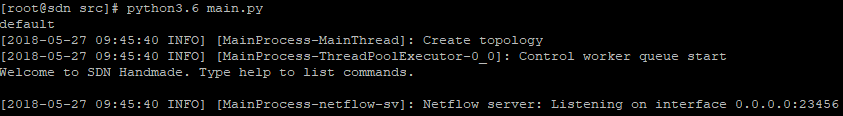 [root@sdn src]# python3.6 main.py
default
[2018-05-27 09:45:40 INFO] [MainProcess-MainThread]: Create topology
[2018-05-27 09:45:40 INFO] [MainProcess-ThreadPoolExecutor-0_0]: Control worker queue start
Welcome to SDN Handmade. Type help to list commands.
[2018-05-27 09:45:40 INFO] [MainProcess-netflow-sv]: Netflow server: Listening on interface 0.0.0.0:23456